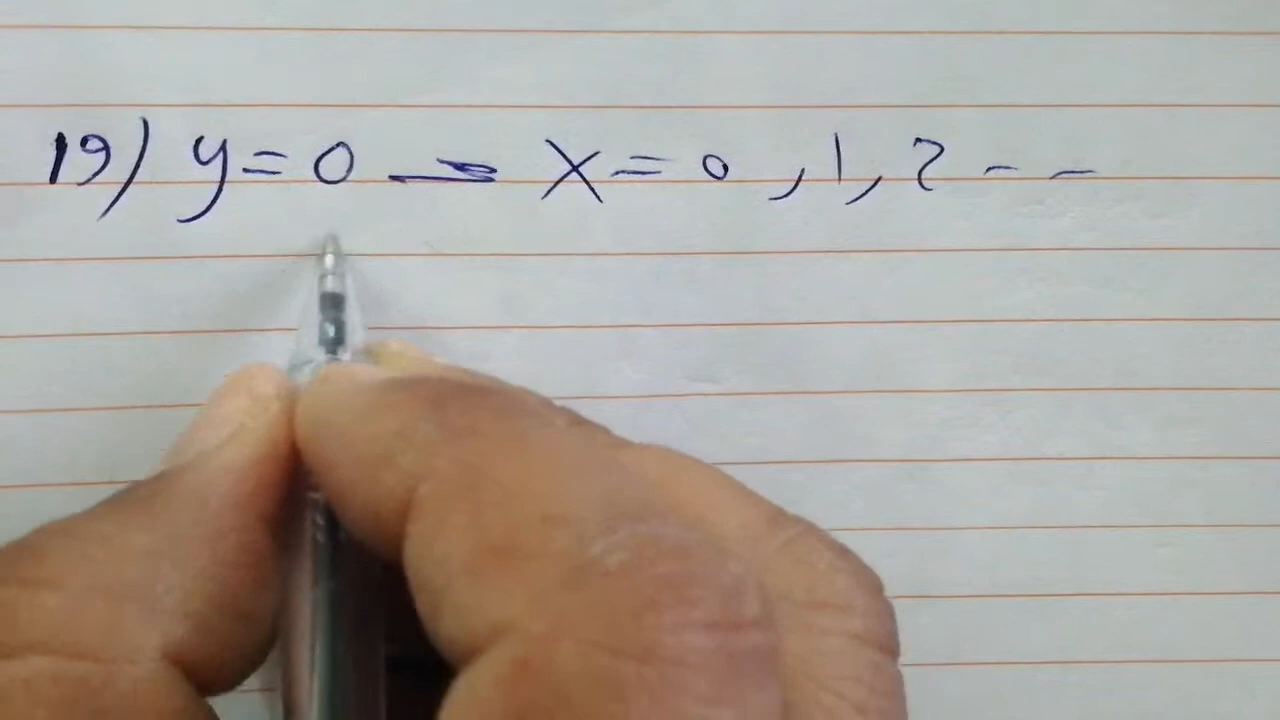 19) y = 0 → x = 0 , 1 , 2 - -